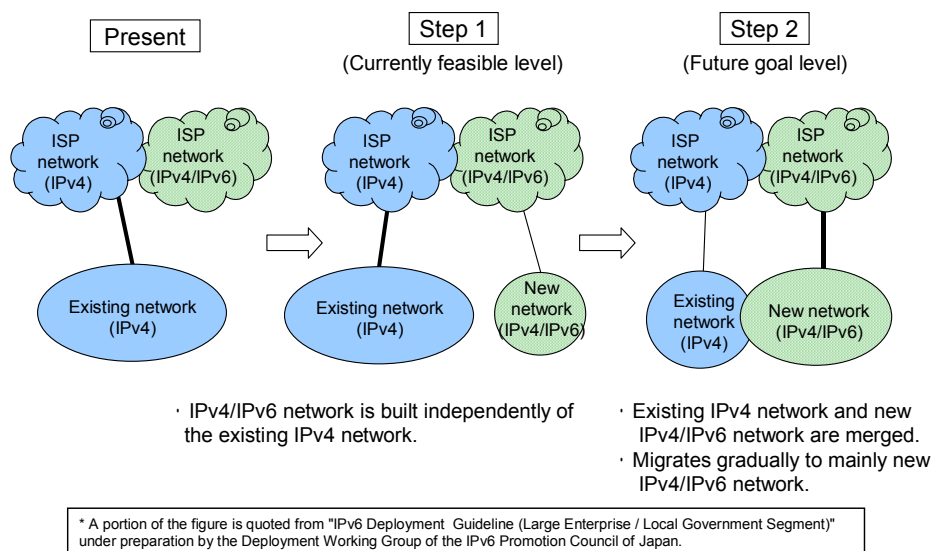 Present
Step 1
(Currently feasible level)
Step 2
(Future goal level)
ISP
network
(IPv4)
ISP
network
(IPv4/IPv6)
Existing network
(IPv4)
ISP
network
(IPv4)
ISP
network
(IPv4/IPv6)
Existing network
(IPv4)
New
network
(IPv4/IPv6)
ISP
network
(IPv4)
ISP
network
(IPv4/IPv6)
Existing
network
(IPv4)
New network
(IPv4/IPv6)
· IPv4/IPv6 network is built independently of
the existing IPv4 network.
· Existing IPv4 network and new
IPv4/IPv6 network are merged.
· Migrates gradually to mainly new
IPv4/IPv6 network.
* A portion of the figure is quoted from "IPv6 Deployment Guideline (Large Enterprise / Local Government Segment)"
under preparation by the Deployment Working Group of the IPv6 Promotion Council of Japan.